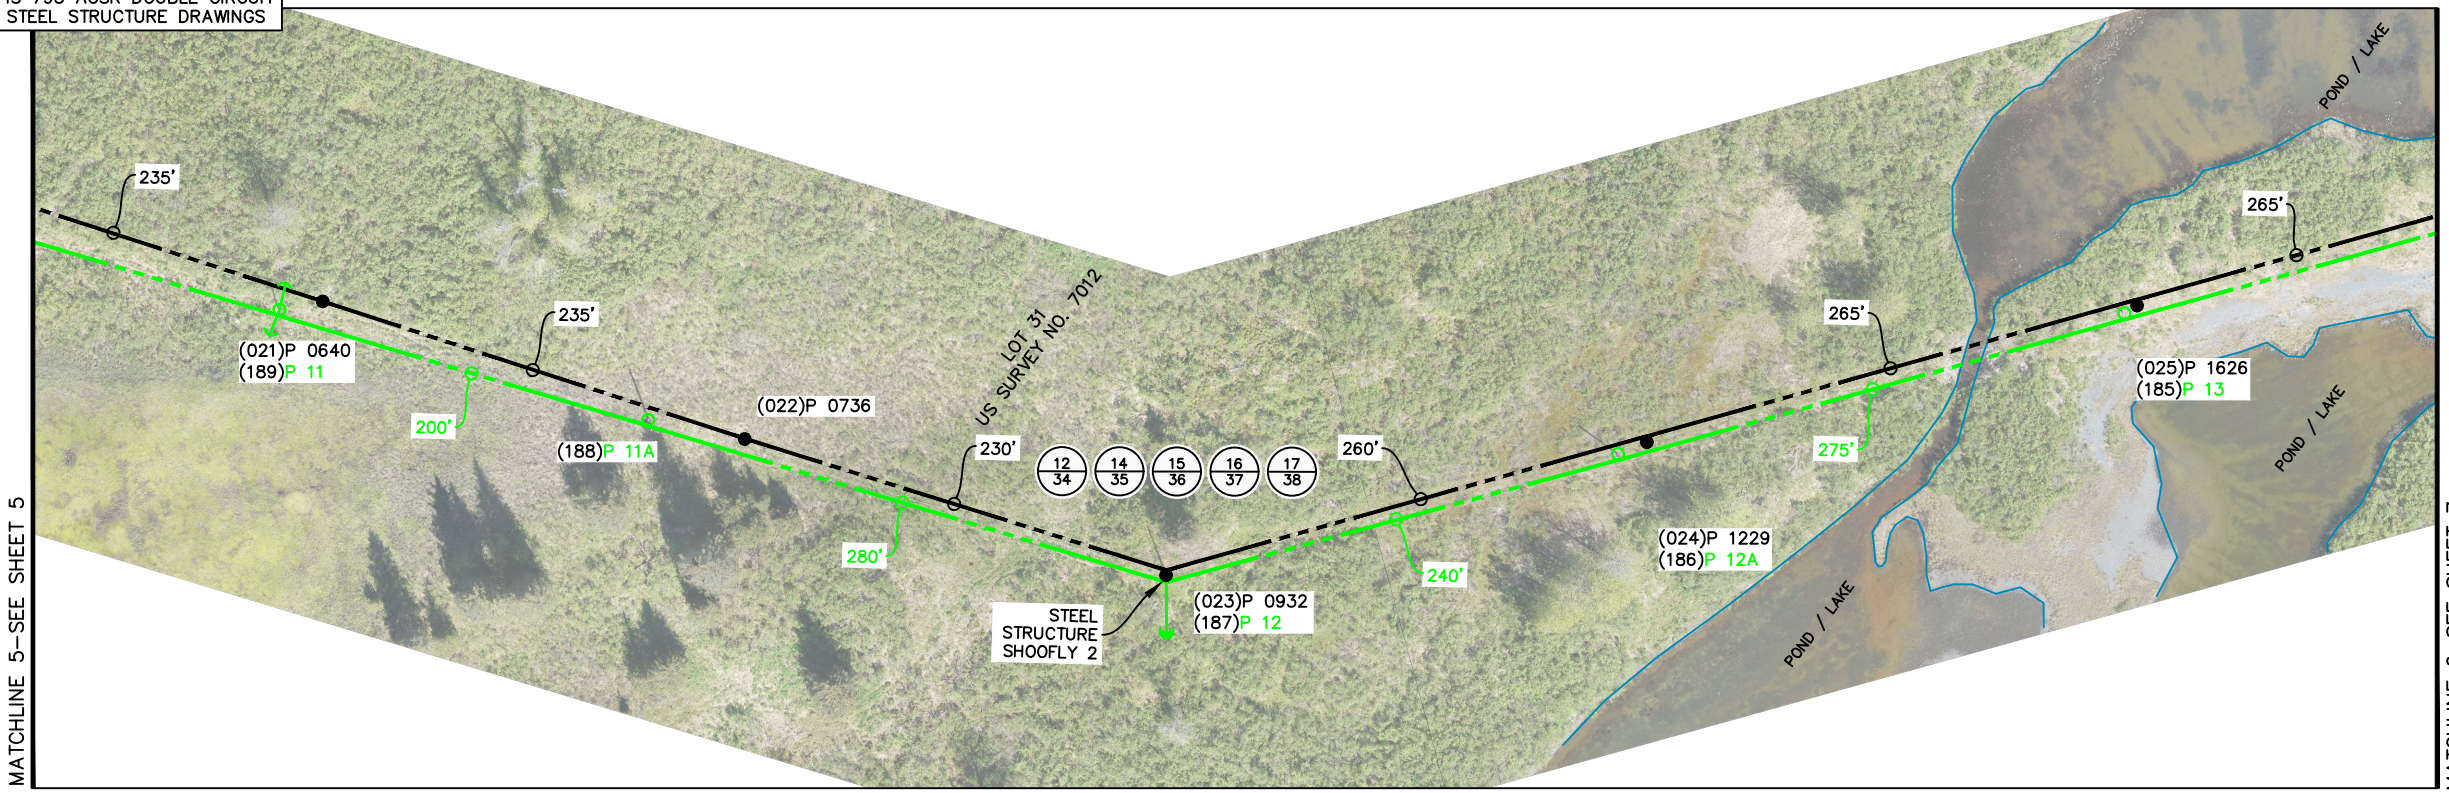 STEEL STRUCTURE DRAWINGS
POND / LAKE
235'
265'
LOT 31
US SURVEY NO. 7012
235'
265'
(021)P 0640
(189)P 11
(025)P 1626
(185)P 13
(022)P 0736
200'
(188)P 11A
230'
12
34
14
35
15
36
16
37
17
38
260'
275'
POND / LAKE
280'
(024)P 1229
(186)P 12A
240'
STEEL
STRUCTURE
SHOOFLY 2
(023)P 0932
(187)P 12
POND / LAKE
MATCHLINE 5-SEE SHEET 5